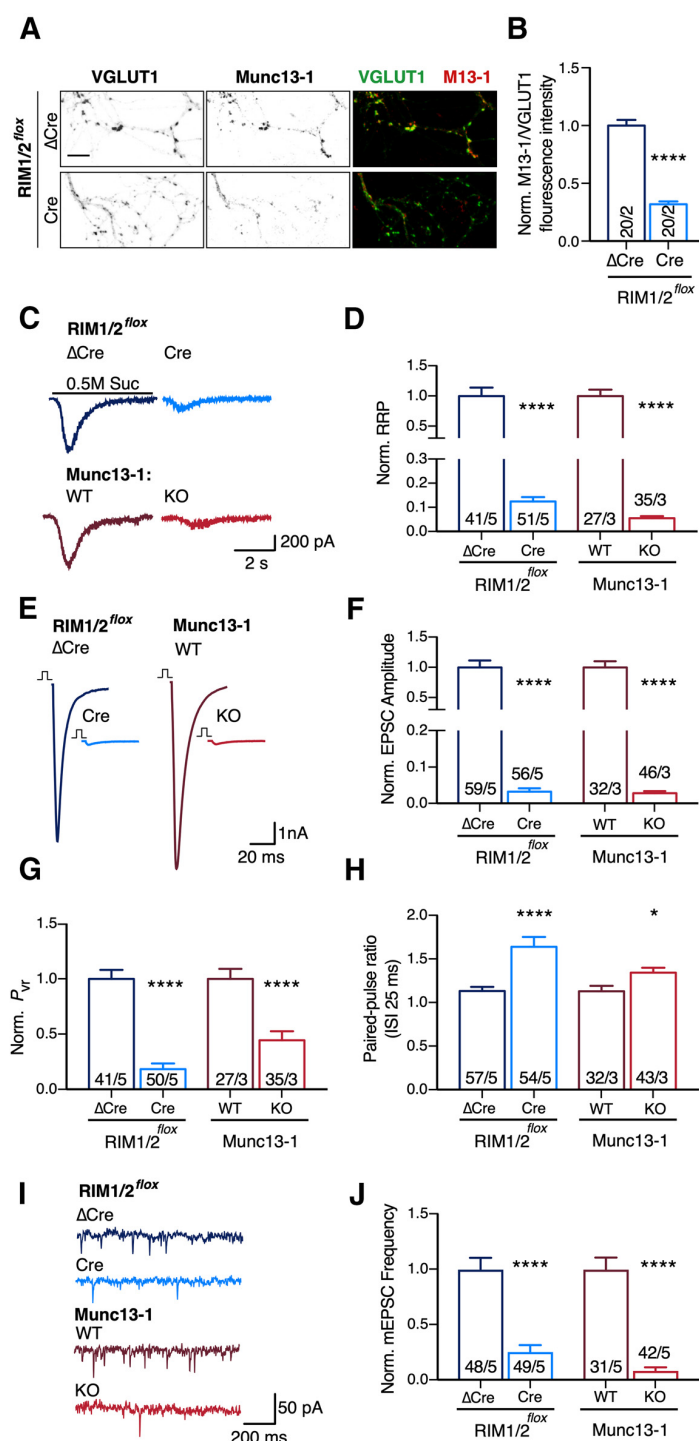 A
VGLUT1 Munc13-1 VGLUT1 M13-1
RIM1/2flox
ΔCre
Cre
B
Norm. M13-1/VGLUT1
flourescence intensity
1.5
1.0
0.5
0.0
****
20/2 20/2
ΔCre Cre
RIM1/2flox
C
RIM1/2flox
ΔCre Cre
0.5M Suc
Munc13-1:
WT KO
200 pA
2 s
D
Norm. RRP
1.5
1.0
0.5
0.3
0.2
0.1
0.0
**** ****
41/5 51/5 27/3 35/3
ΔCre Cre WT KO
RIM1/2flox Munc13-1
E
RIM1/2flox Munc13-1
ΔCre WT
Cre KO
1nA
20 ms
F
Norm. EPSC Amplitude
1.5
1.0
0.5
0.2
0.1
0.0
**** ****
59/5 56/5 32/3 46/3
ΔCre Cre WT KO
RIM1/2flox Munc13-1
G
Norm. Pvr
1.5
1.0
0.5
0.0
**** ****
41/5 50/5 27/3 35/3
ΔCre Cre WT KO
RIM1/2flox Munc13-1
H
Paired-pulse ratio
(ISI 25 ms)
2.0
1.5
1.0
0.5
0.0
**** *
57/5 54/5 32/3 43/3
ΔCre Cre WT KO
RIM1/2flox Munc13-1
I
RIM1/2flox
ΔCre
Cre
Munc13-1
WT
KO
50 pA
200 ms
J
Norm. mEPSC Frequency
1.5
1.0
0.5
0.0
**** ****
48/5 49/5 31/5 42/5
ΔCre Cre WT KO
RIM1/2flox Munc13-1